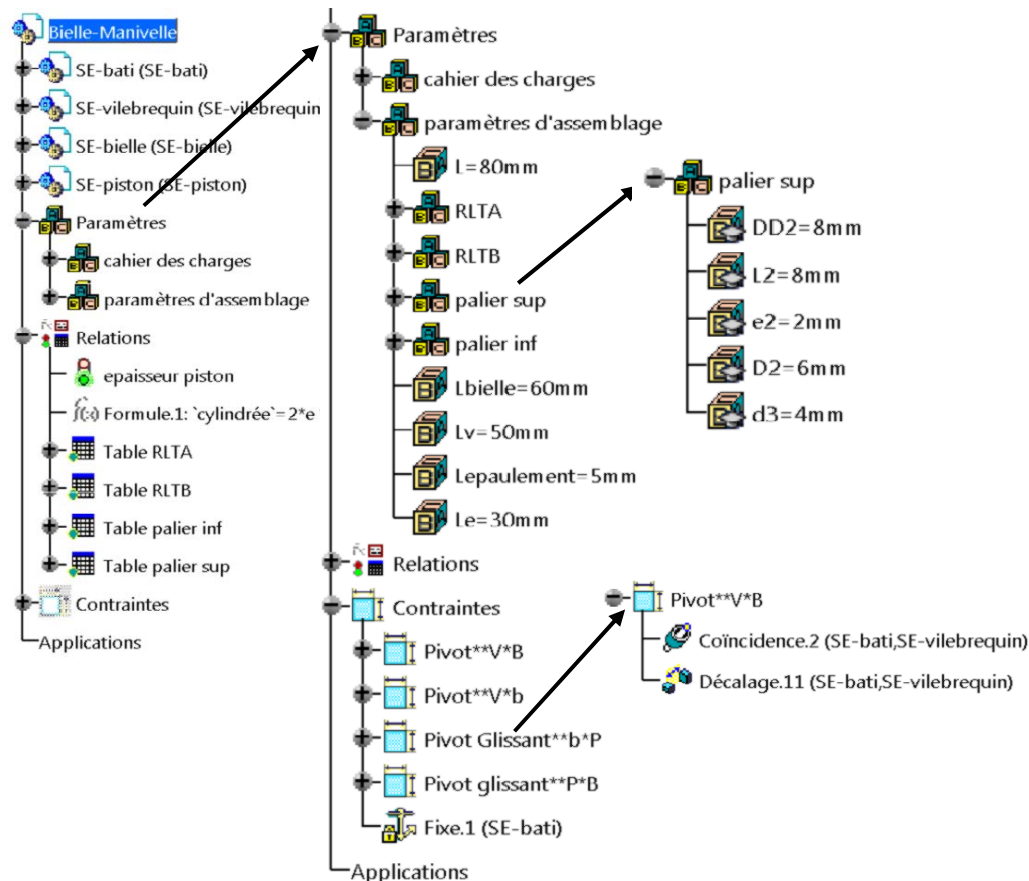 Bielle-Manivelle
SE-bati (SE-bati)
SE-vilebrequin (SE-vilebrequin
SE-bielle (SE-bielle)
SE-piston (SE-piston)
Paramètres
cahier des charges
paramètres d'assemblage
Relations
epaisseur piston
f(x) Formule.1: `cylindrée`=2*e
Table RLTA
Table RLTB
Table palier inf
Table palier sup
Contraintes
Applications
Paramètres
cahier des charges
paramètres d'assemblage
L=80mm
RLTA
RLTB
palier sup
palier inf
Lbielle=60mm
Lv=50mm
Lepaulement=5mm
Le=30mm
Relations
Contraintes
Pivot**V*B
Pivot**V*b
Pivot Glissant**b*P
Pivot glissant**P*B
Fixe.1 (SE-bati)
Applications
palier sup
DD2=8mm
L2=8mm
e2=2mm
D2=6mm
d3=4mm
Pivot**V*B
Coïncidence.2 (SE-bati,SE-vilebrequin)
Décalage.11 (SE-bati,SE-vilebrequin)